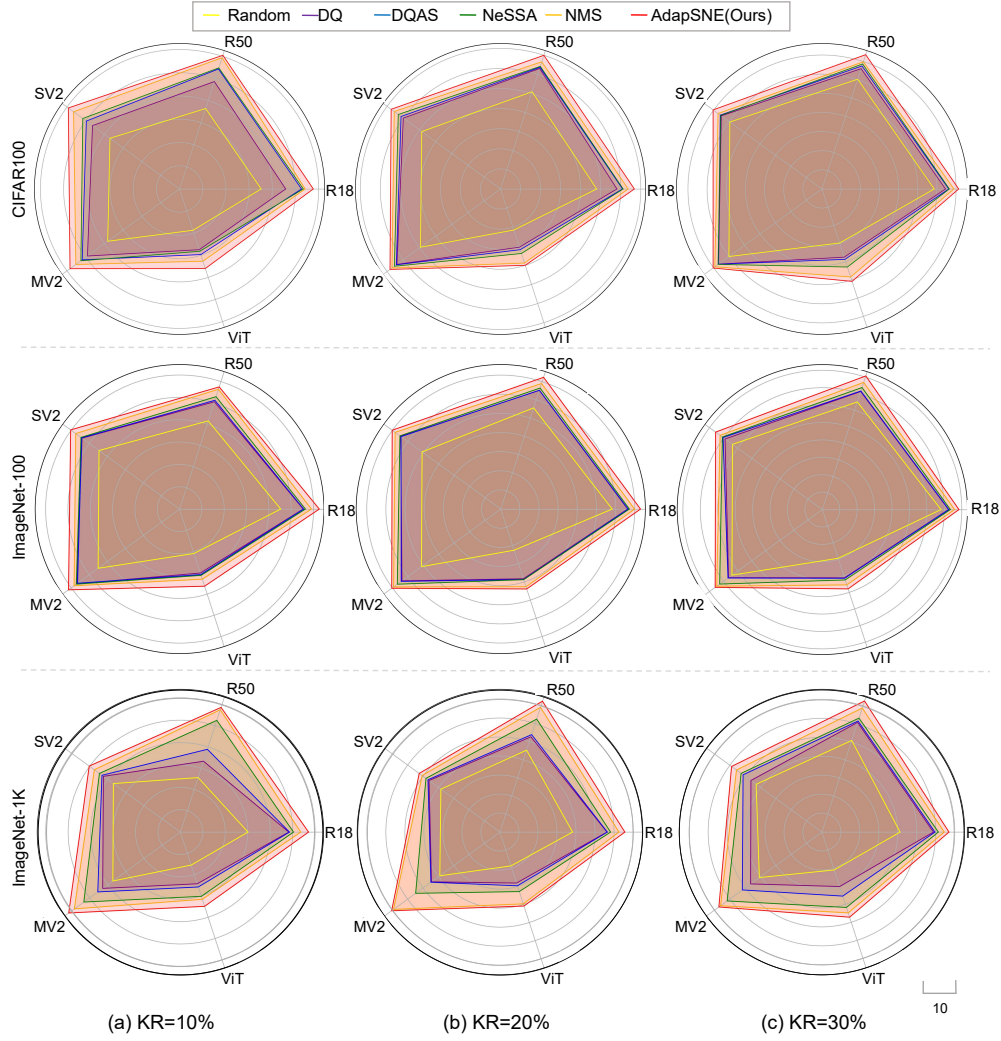 Random DQ DQAS NeSSA NMS AdapSNE(Ours)
CIFAR100
R50 R50 R50
SV2 SV2 SV2
R18 R18 R18
MV2 MV2 MV2
ViT ViT ViT
ImageNet-100
R50 R50 R50
SV2 SV2 SV2
R18 R18 R18
MV2 MV2 MV2
ViT ViT ViT
ImageNet-1K
R50 R50 R50
SV2 SV2 SV2
R18 R18 R18
MV2 MV2 MV2
ViT ViT ViT
10
(a) KR=10% (b) KR=20% (c) KR=30%